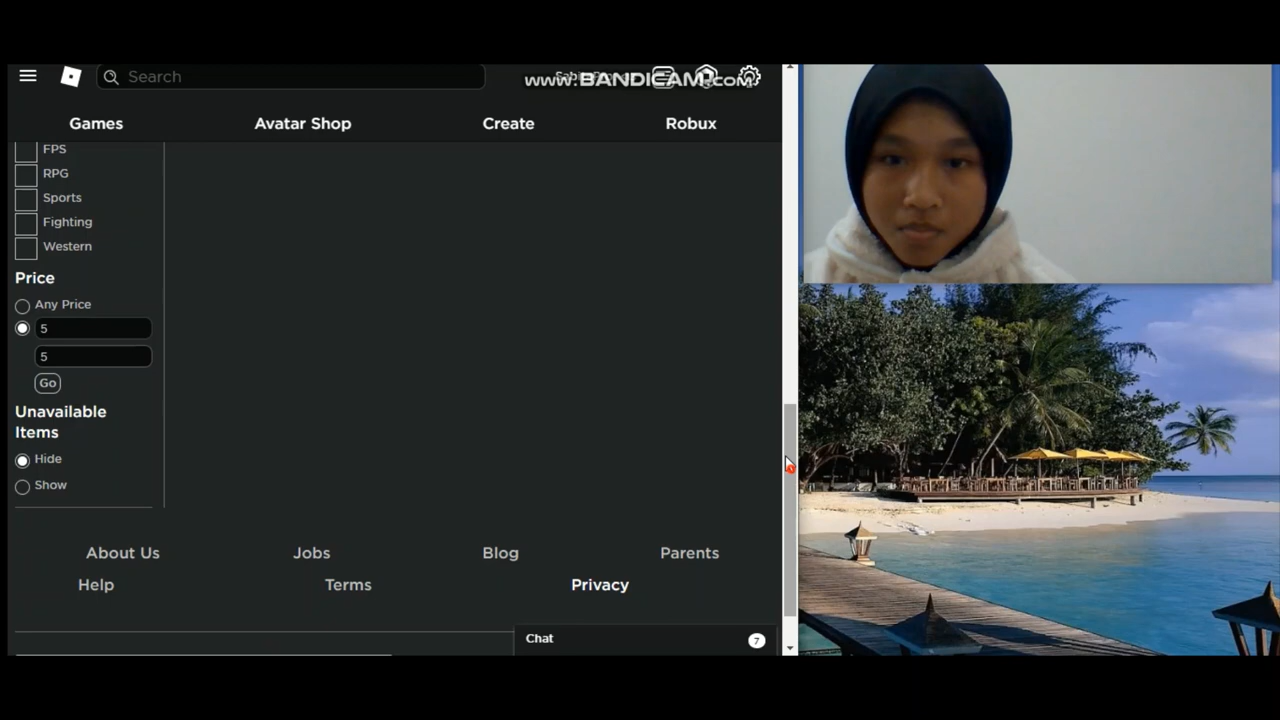 Search
www.BANDICAM.com
Games
Avatar Shop
Create
Robux
FPS
RPG
Sports
Fighting
Western
Price
Any Price
5
5
Go
Unavailable
Items
Hide
Show
About Us
Jobs
Blog
Parents
Help
Terms
Privacy
Chat
7